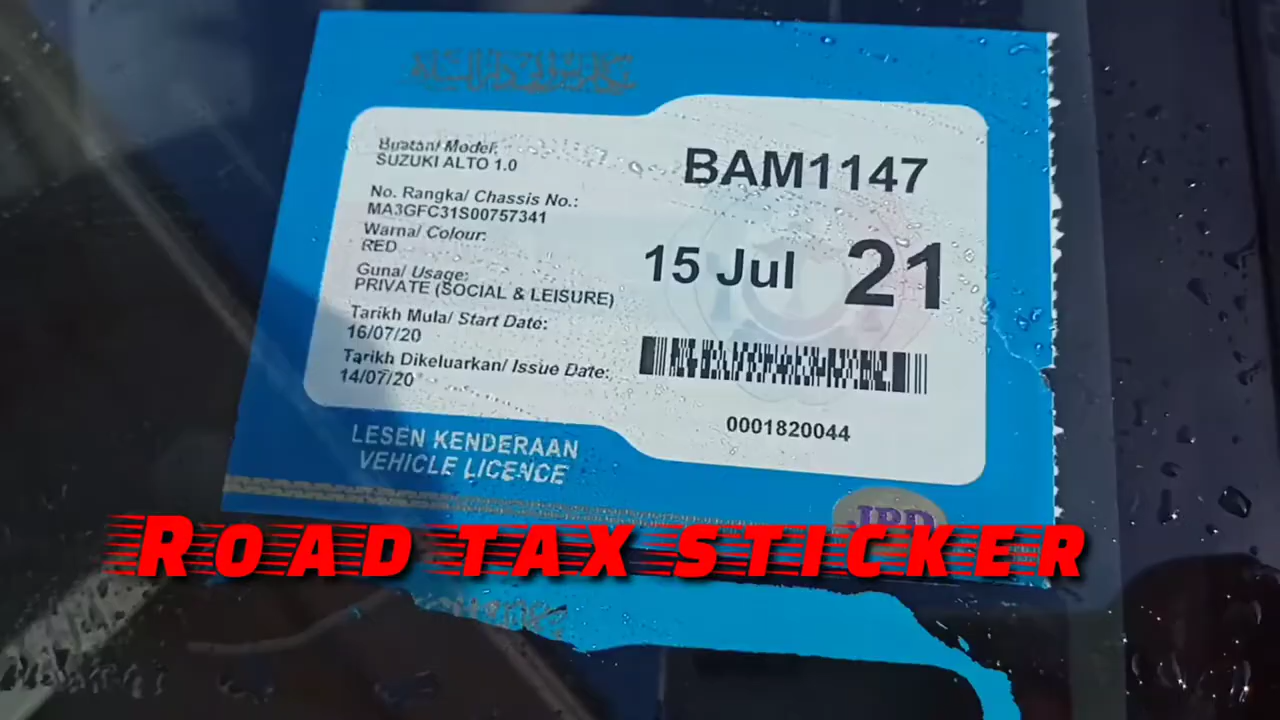 Buatan/ Model:
SUZUKI ALTO 1.0
No. Rangka/ Chassis No.:
MA3GFC31S00757341
Warna/ Colour:
RED
Guna/ Usage:
PRIVATE (SOCIAL & LEISURE)
Tarikh Mula/ Start Date:
16/07/20
Tarikh Dikeluarkan/ Issue Date:
14/07/20
BAM1147
15 Jul 21
0001820044
LESEN KENDERAAN
VEHICLE LICENCE
JPD
ROAD TAX STICKER